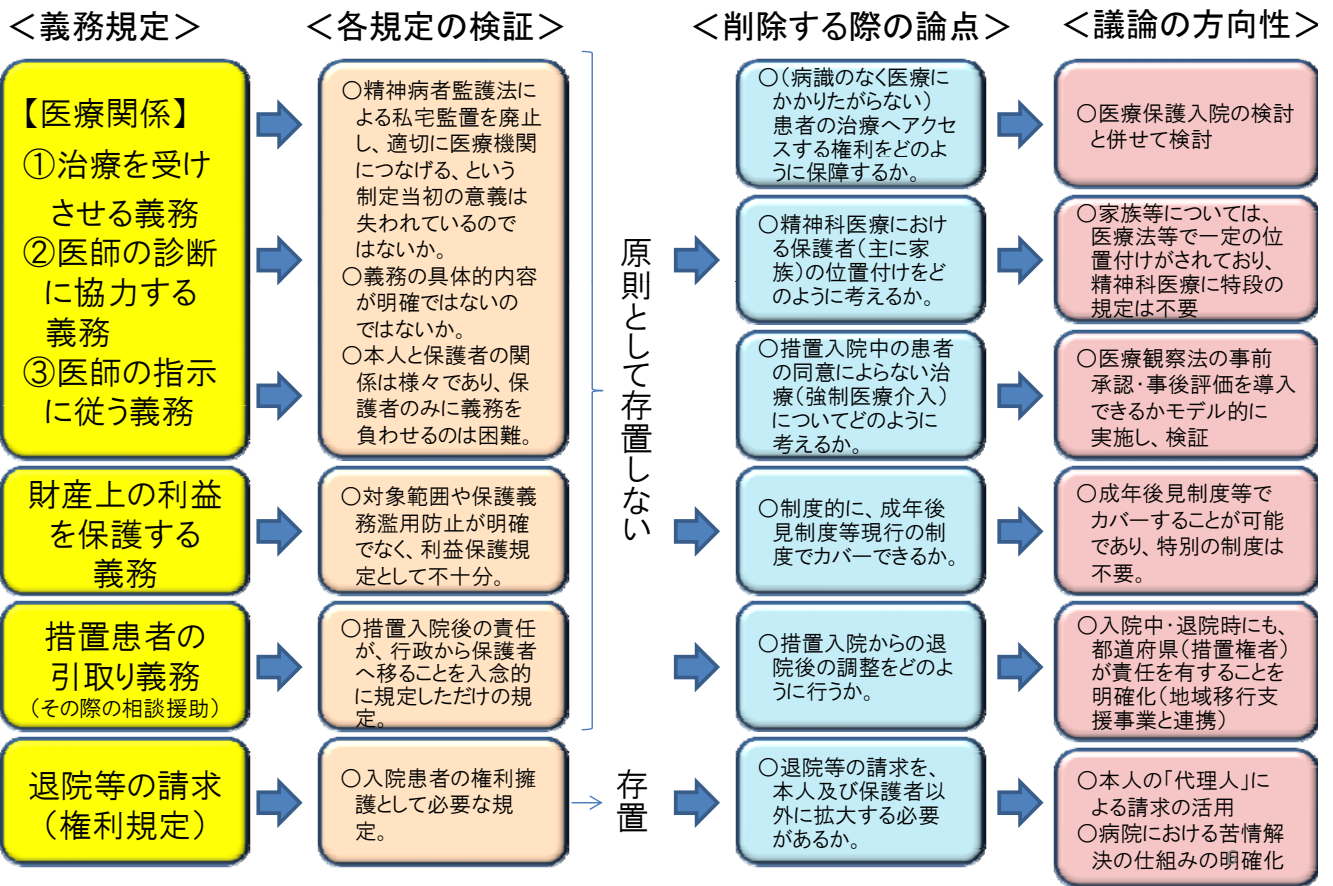 ＜義務規定＞
＜各規定の検証＞
＜削除する際の論点＞
＜議論の方向性＞
【医療関係】
①治療を受け
させる義務
②医師の診断
に協力する
義務
③医師の指示
に従う義務
○精神病者監護法に
よる私宅監置を廃止
し、適切に医療機関
につなげる、という
制定当初の意義は
失われているので
はないか。
○義務の具体的内容
が明確ではないの
ではないか。
○本人と保護者の関
係は様々であり、保
護者のみに義務を
負わせるのは困難。
原則として存置しない
○（病識のなく医療に
かかりたがらない）
患者の治療へアクセ
スする権利をどのよ
うに保障するか。
○医療保護入院の検討
と併せて検討
○精神科医療におけ
る保護者（主に家
族）の位置付けをど
のように考えるか。
○家族等については、
医療法等で一定の位
置付けがされており、
精神科医療に特段の
規定は不要
○措置入院中の患者
の同意によらない治
療（強制医療介入）
についてどのように
考えるか。
○医療観察法の事前
承認・事後評価を導入
できるかモデル的に
実施し、検証
財産上の利益
を保護する
義務
○対象範囲や保護義
務濫用防止が明確
でなく、利益保護規
定として不十分。
○制度的に、成年後
見制度等現行の制
度でカバーできるか。
○成年後見制度等で
カバーすることが可能
であり、特別の制度は
不要。
措置患者の
引取り義務
（その際の相談援助）
○措置入院後の責任
が、行政から保護者
へ移ることを入念的
に規定しただけの規
定。
○措置入院からの退
院後の調整をどのよ
うに行うか。
○入院中・退院時にも、
都道府県（措置権者）
が責任を有することを
明確化（地域移行支
援事業と連携）
退院等の請求
（権利規定）
○入院患者の権利擁
護として必要な規
定。
存置
○退院等の請求を、
本人及び保護者以
外に拡大する必要
があるか。
○本人の「代理人」に
よる請求の活用
○病院における苦情解
決の仕組みの明確化